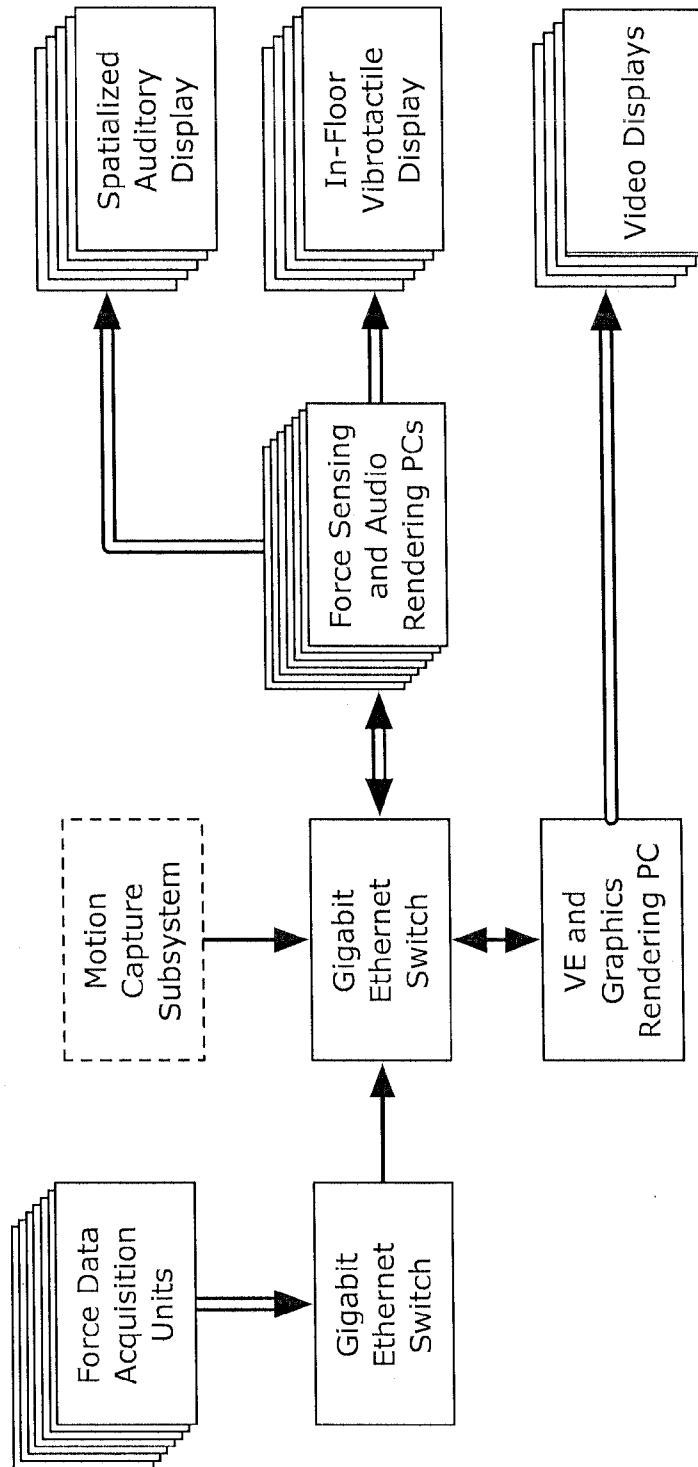 Force Data
Acquisition
Units
Gigabit
Ethernet
Switch
Motion
Capture
Subsystem
Gigabit
Ethernet
Switch
VE and
Graphics
Rendering PC
Force Sensing
and Audio
Rendering PCs
Spatialized
Auditory
Display
In-Floor
Vibrotactile
Display
Video Displays